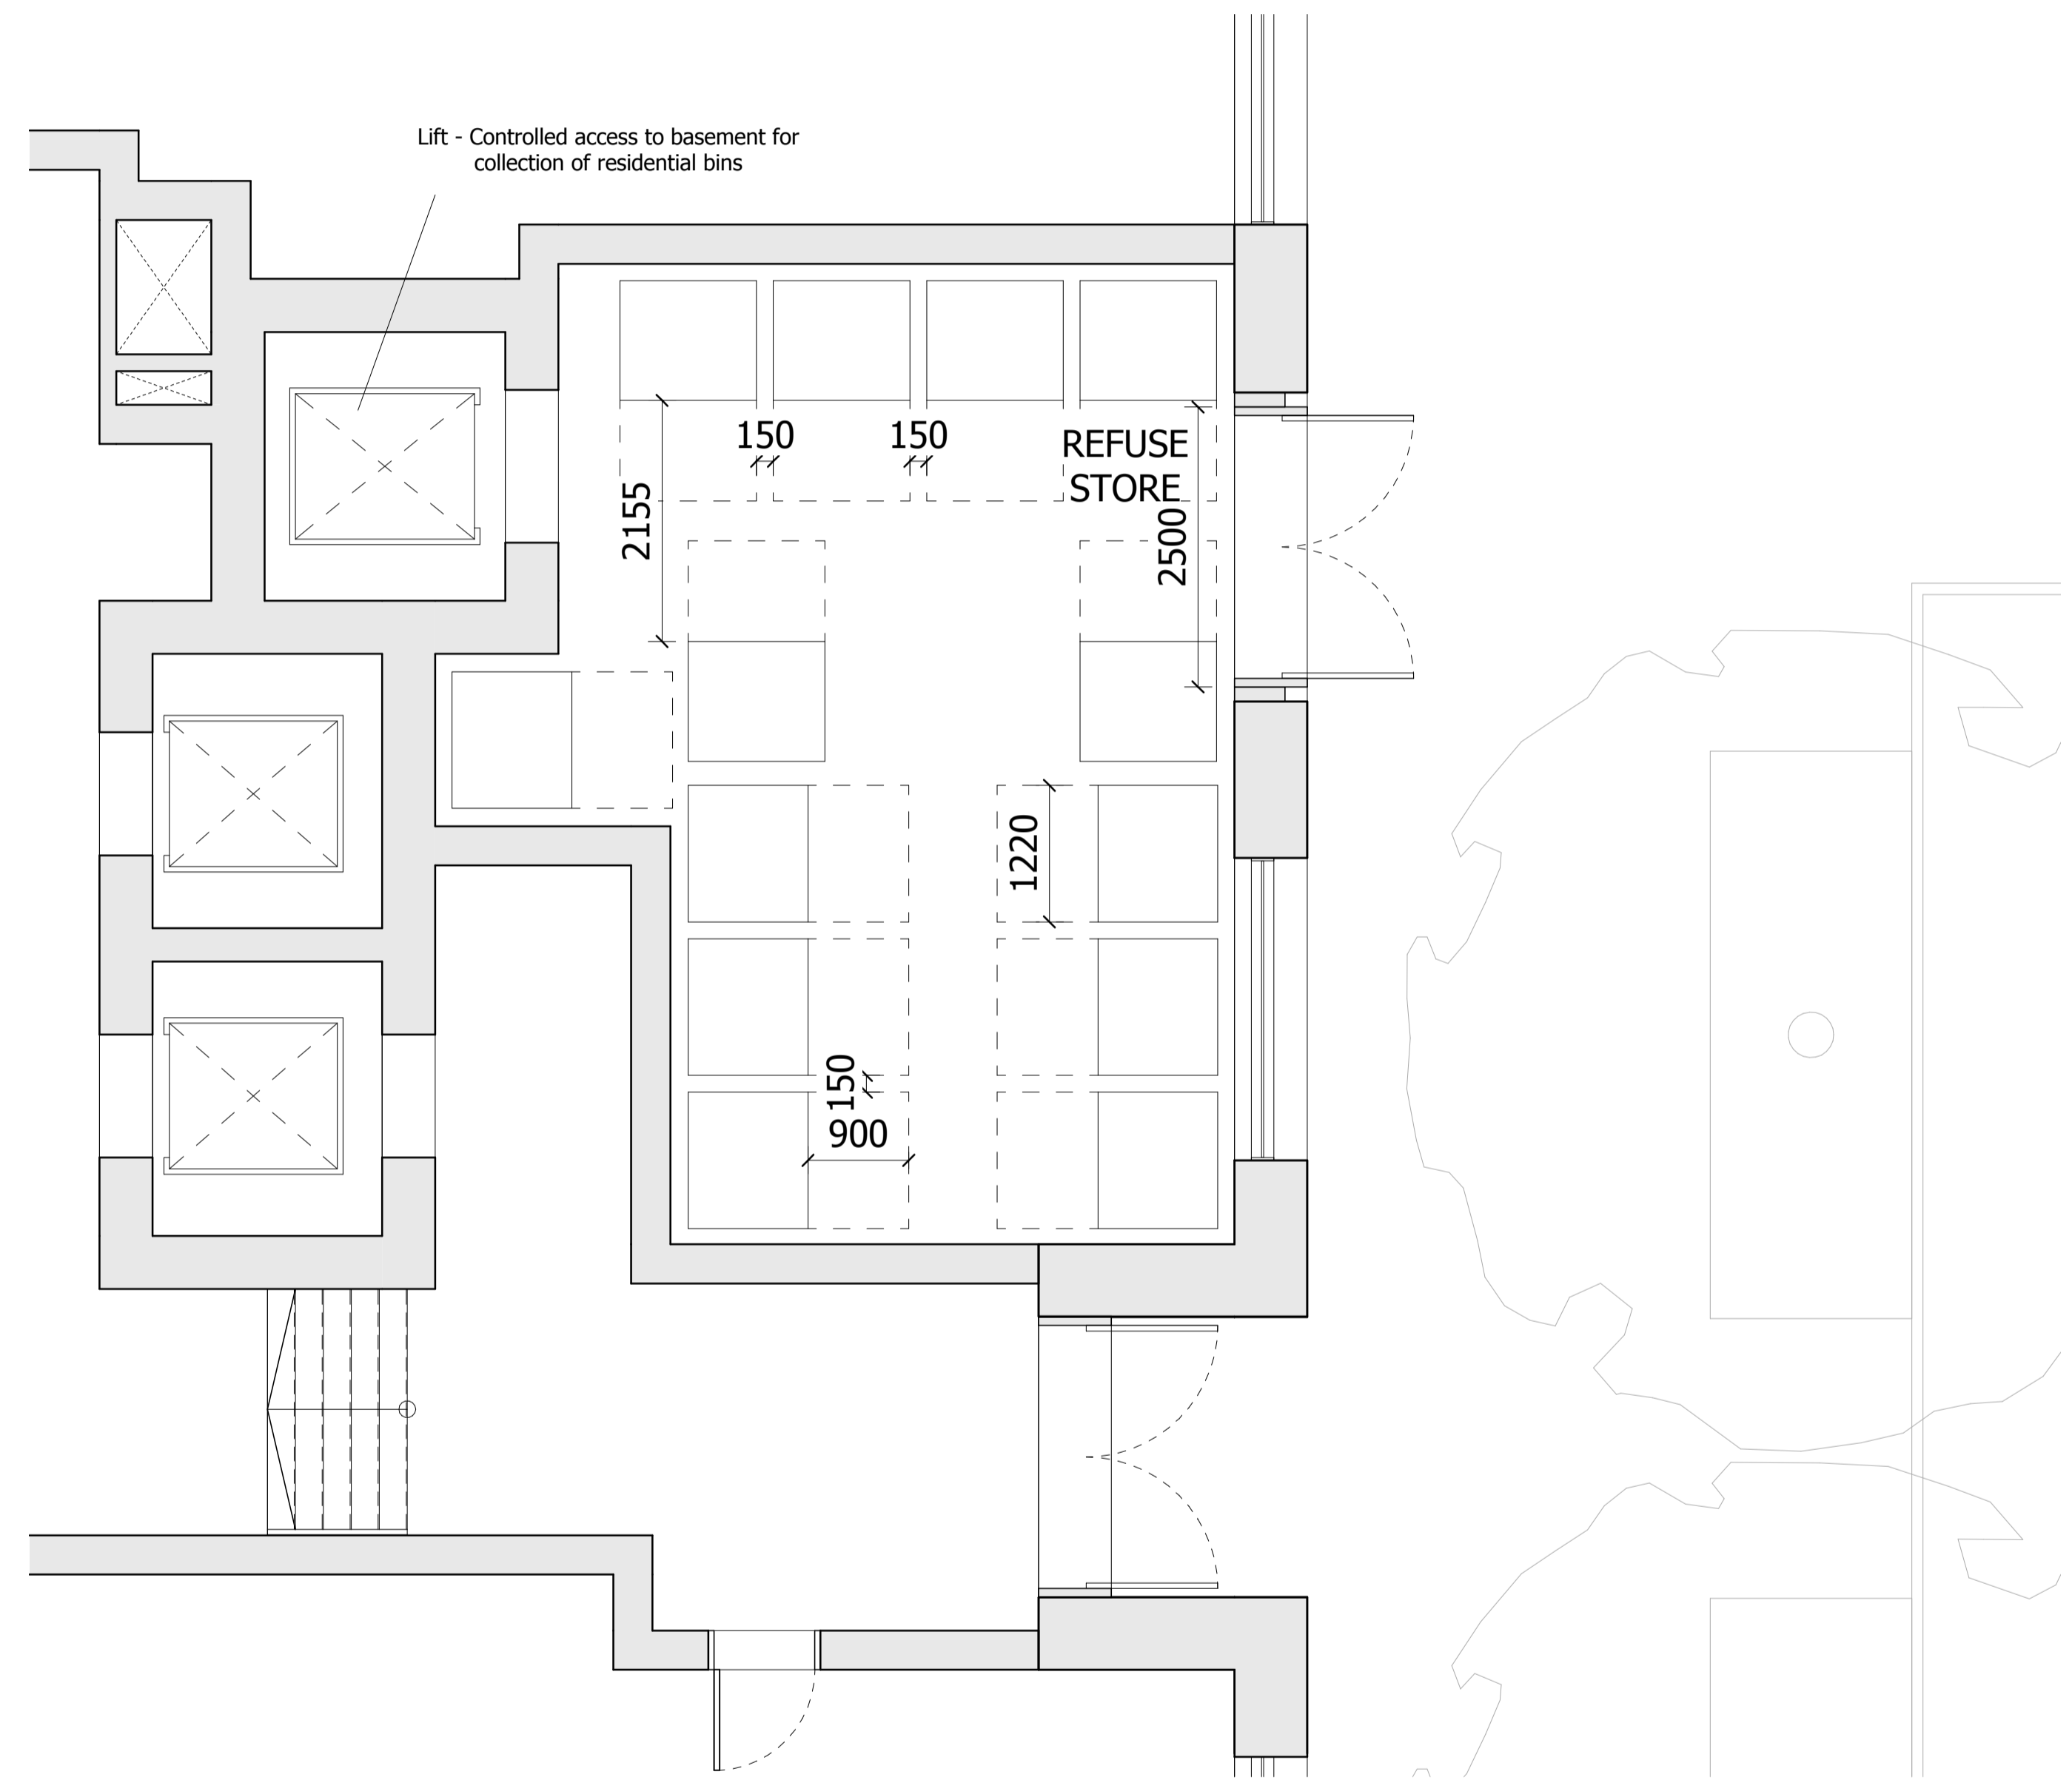 Lift - Controlled access to basement for
collection of residential bins
150
150
REFUSE
STORE
2155
2500
1220
150
900